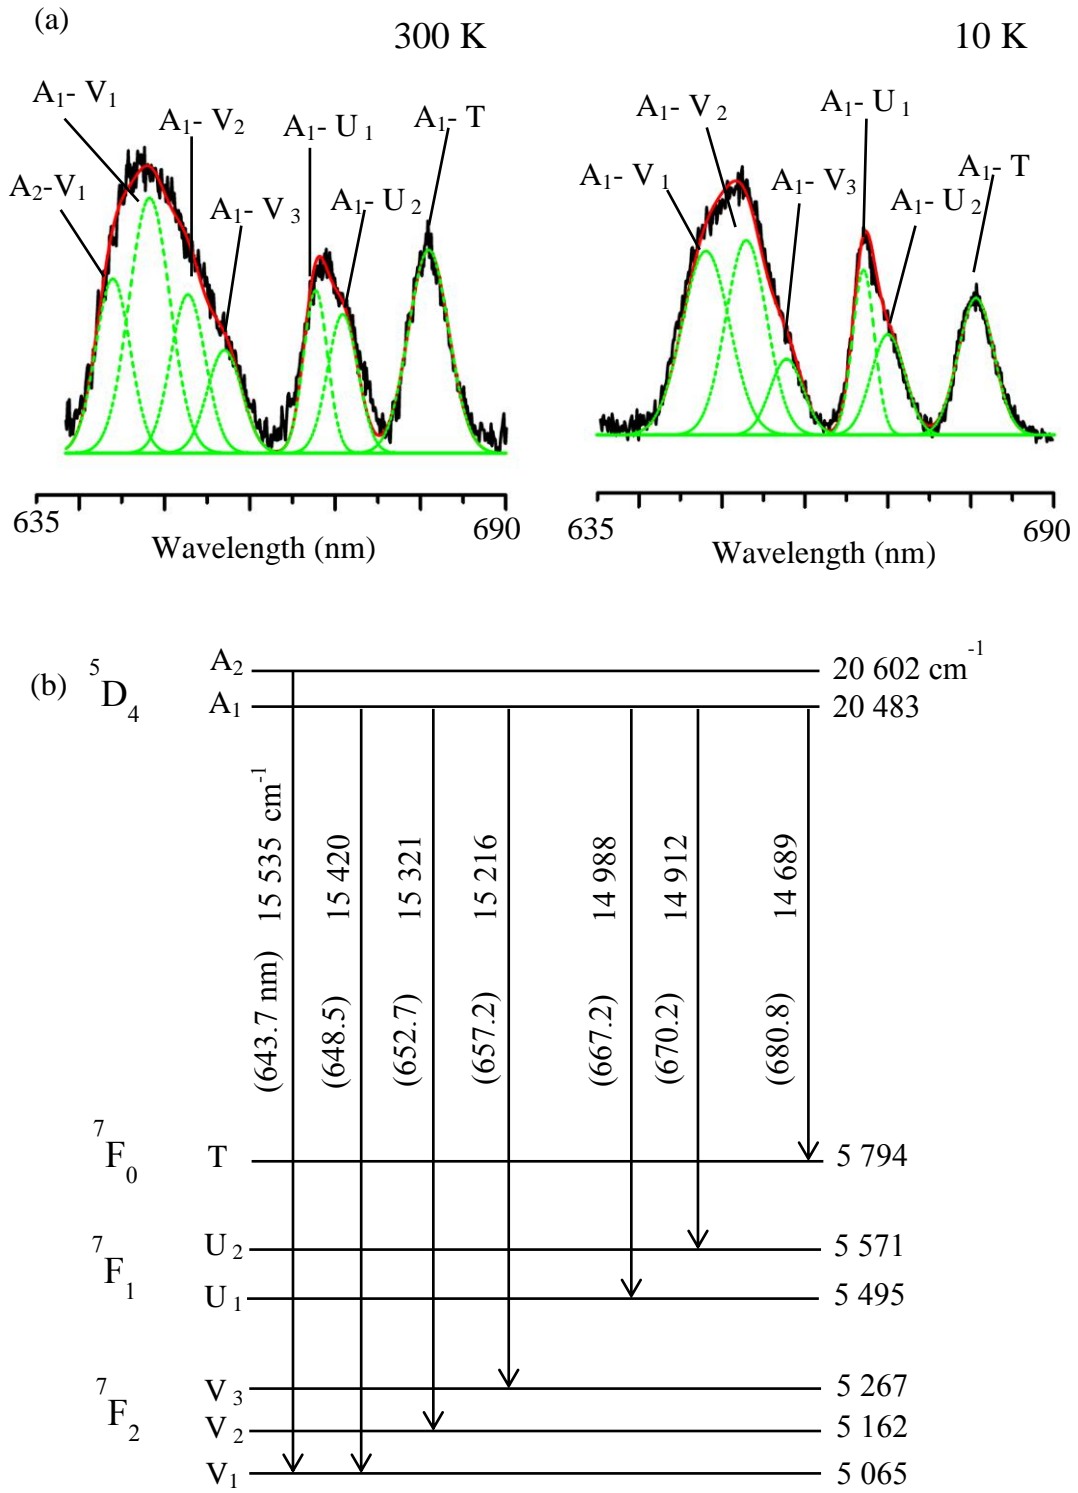 (a)
300 K
10 K
A₁- V₁
A₁- V₂
A₁- U₁
A₁- T
A₂-V₁
A₁- V₃
A₁- U₂
A₁- V₂
A₁- U₁
A₁- V₁
A₁- V₃
A₁- T
A₁- U₂
635
690
Wavelength (nm)
635
690
Wavelength (nm)
(b)
⁵D₄
A₂
20 602 cm⁻¹
A₁
20 483
15 535 cm⁻¹
(643.7 nm)
15 420
(648.5)
15 321
(652.7)
15 216
(657.2)
14 988
(667.2)
14 912
(670.2)
14 689
(680.8)
⁷F₀
T
5 794
⁷F₁
U₂
5 571
U₁
5 495
⁷F₂
V₃
5 267
V₂
5 162
V₁
5 065